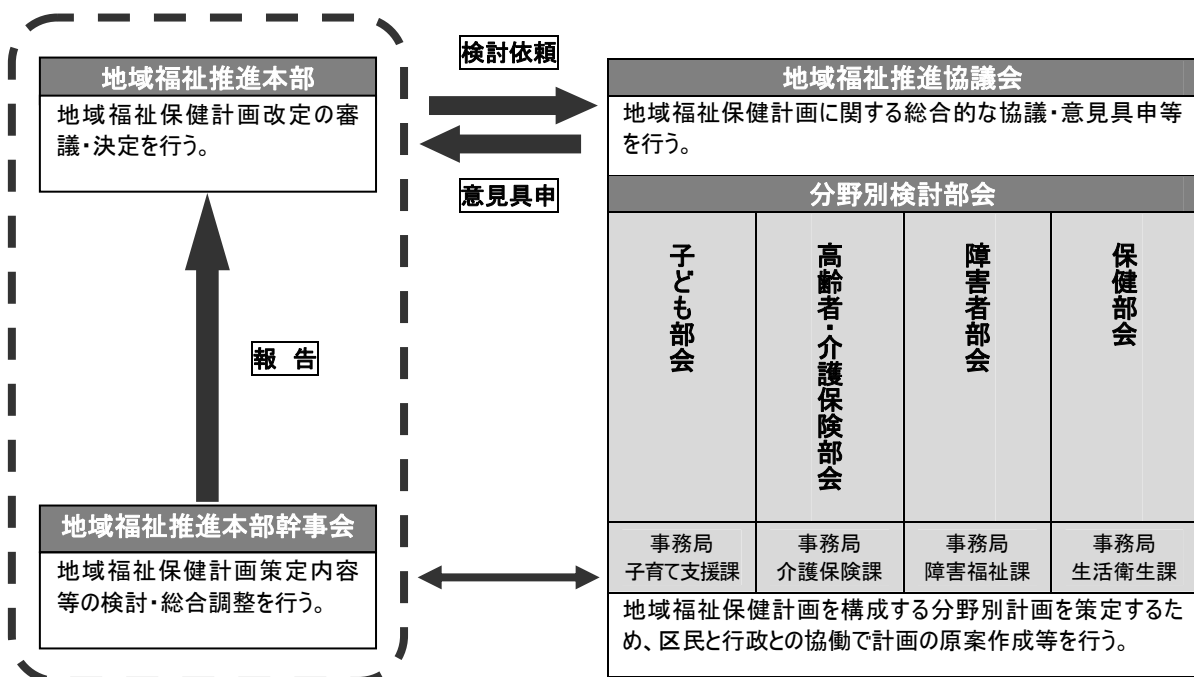 地域福祉推進本部
地域福祉保健計画改定の審
議・決定を行う。
報 告
地域福祉推進本部幹事会
地域福祉保健計画策定内容
等の検討・総合調整を行う。
検討依頼
意見具申
地域福祉推進協議会
地域福祉保健計画に関する総合的な協議・意見具申等
を行う。
分野別検討部会
子ども部会
高齢者・介護保険部会
障害者部会
保健部会
事務局
子育て支援課
事務局
介護保険課
事務局
障害福祉課
事務局
生活衛生課
地域福祉保健計画を構成する分野別計画を策定するた
め、区民と行政との協働で計画の原案作成等を行う。